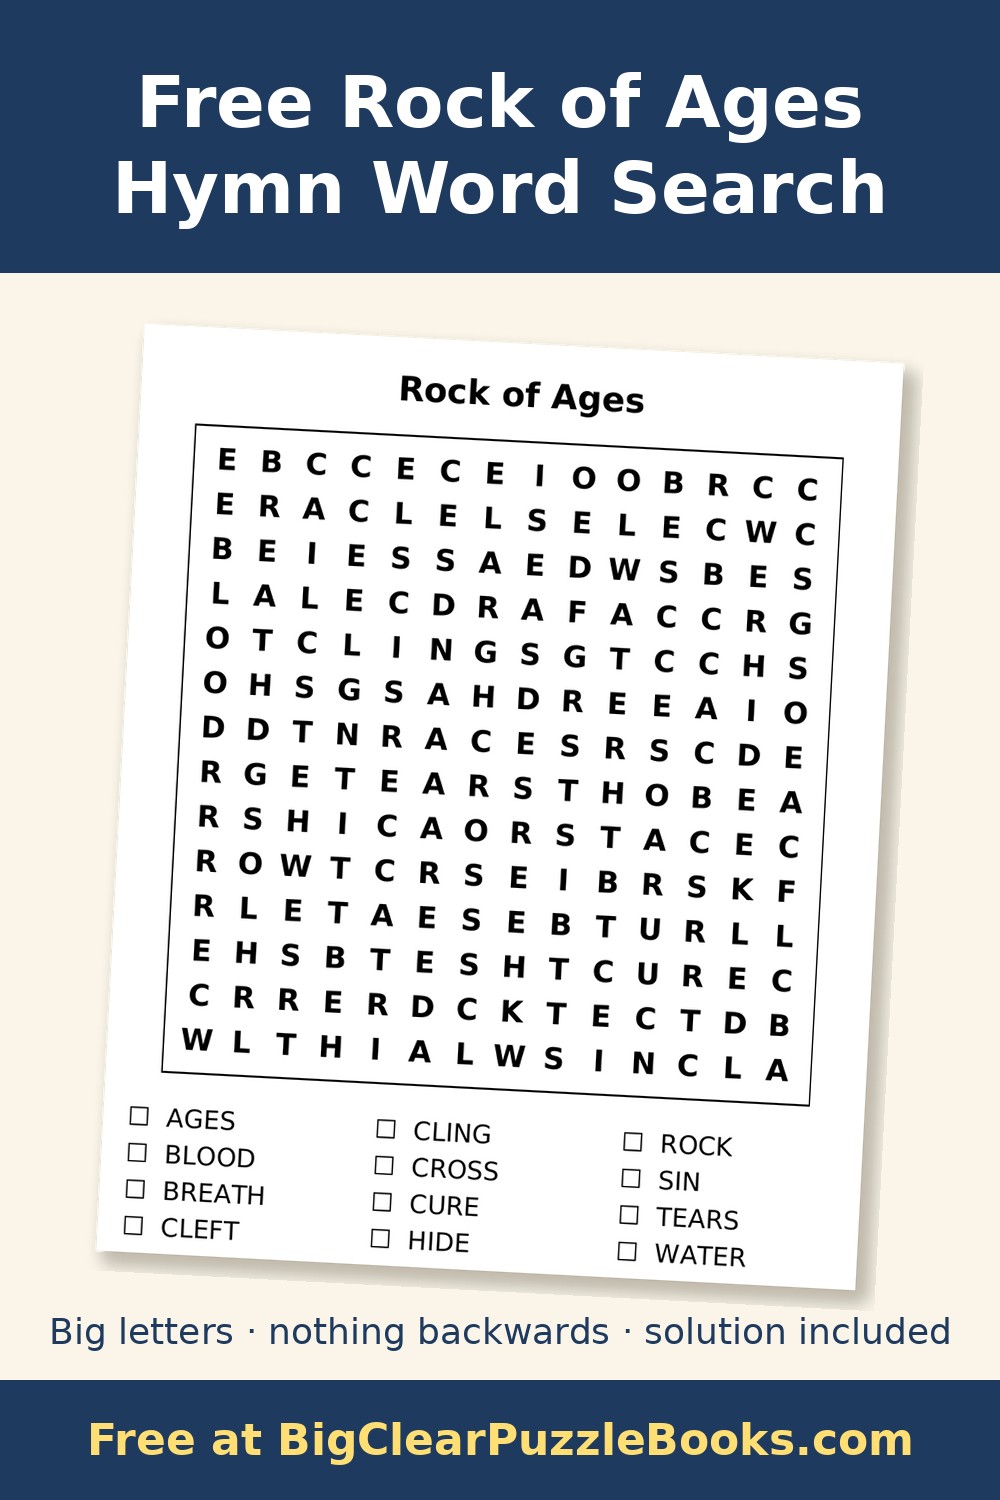 Free Rock of Ages
Hymn Word Search
Rock of Ages
E B C C E C E I O O B R C C
E R A C L E L S E L E C W C
B E I E S S A E D W S B E S
L A L E C D R A F A C C R G
O T C L I N G S G T C C H S
O H S G S A H D R E E A I O
D D T N R A C E S R S C D E
R G E T E A R S T H O B E A
R S H I C A O R S T A C E C
R O W T C R S E I B R S K F
R L E T A E S E B T U R L L
E H S B T E S H T C U R E C
C R R E R D C K T E C T D B
W L T H I A L W S I N C L A
☐ AGES ☐ CLING ☐ ROCK
☐ BLOOD ☐ CROSS ☐ SIN
☐ BREATH ☐ CURE ☐ TEARS
☐ CLEFT ☐ HIDE ☐ WATER
Big letters · nothing backwards · solution included
Free at BigClearPuzzleBooks.com